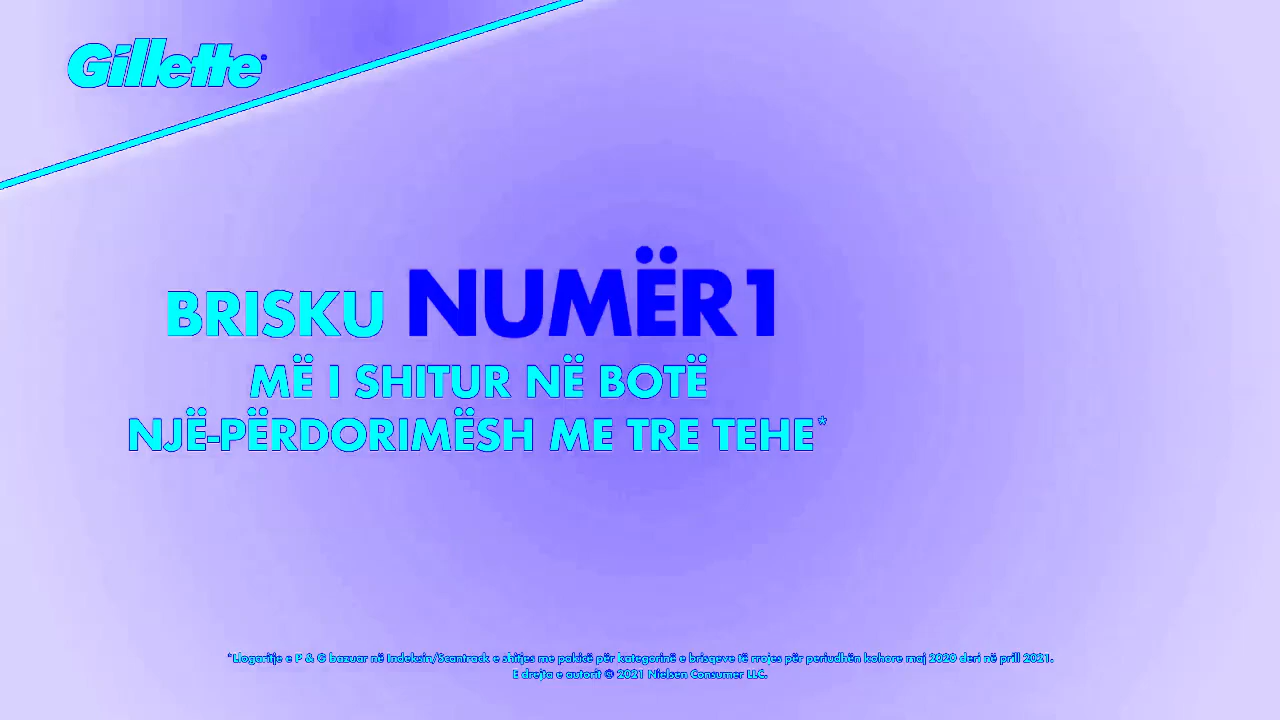 Gillette
BRISKU NUMËR1
MË I SHITUR NË BOTË
NJË-PËRDORIMËSH ME TRE TEHE*
*Llogaritje e P & G bazuar në Indeksin/Scantrack e shitjes me pakicë për kategorinë e brisqeve të rrojes për periudhën kohore maj 2020 deri në prill 2021.
E drejta e autorit © 2021 Nielsen Consumer LLC.